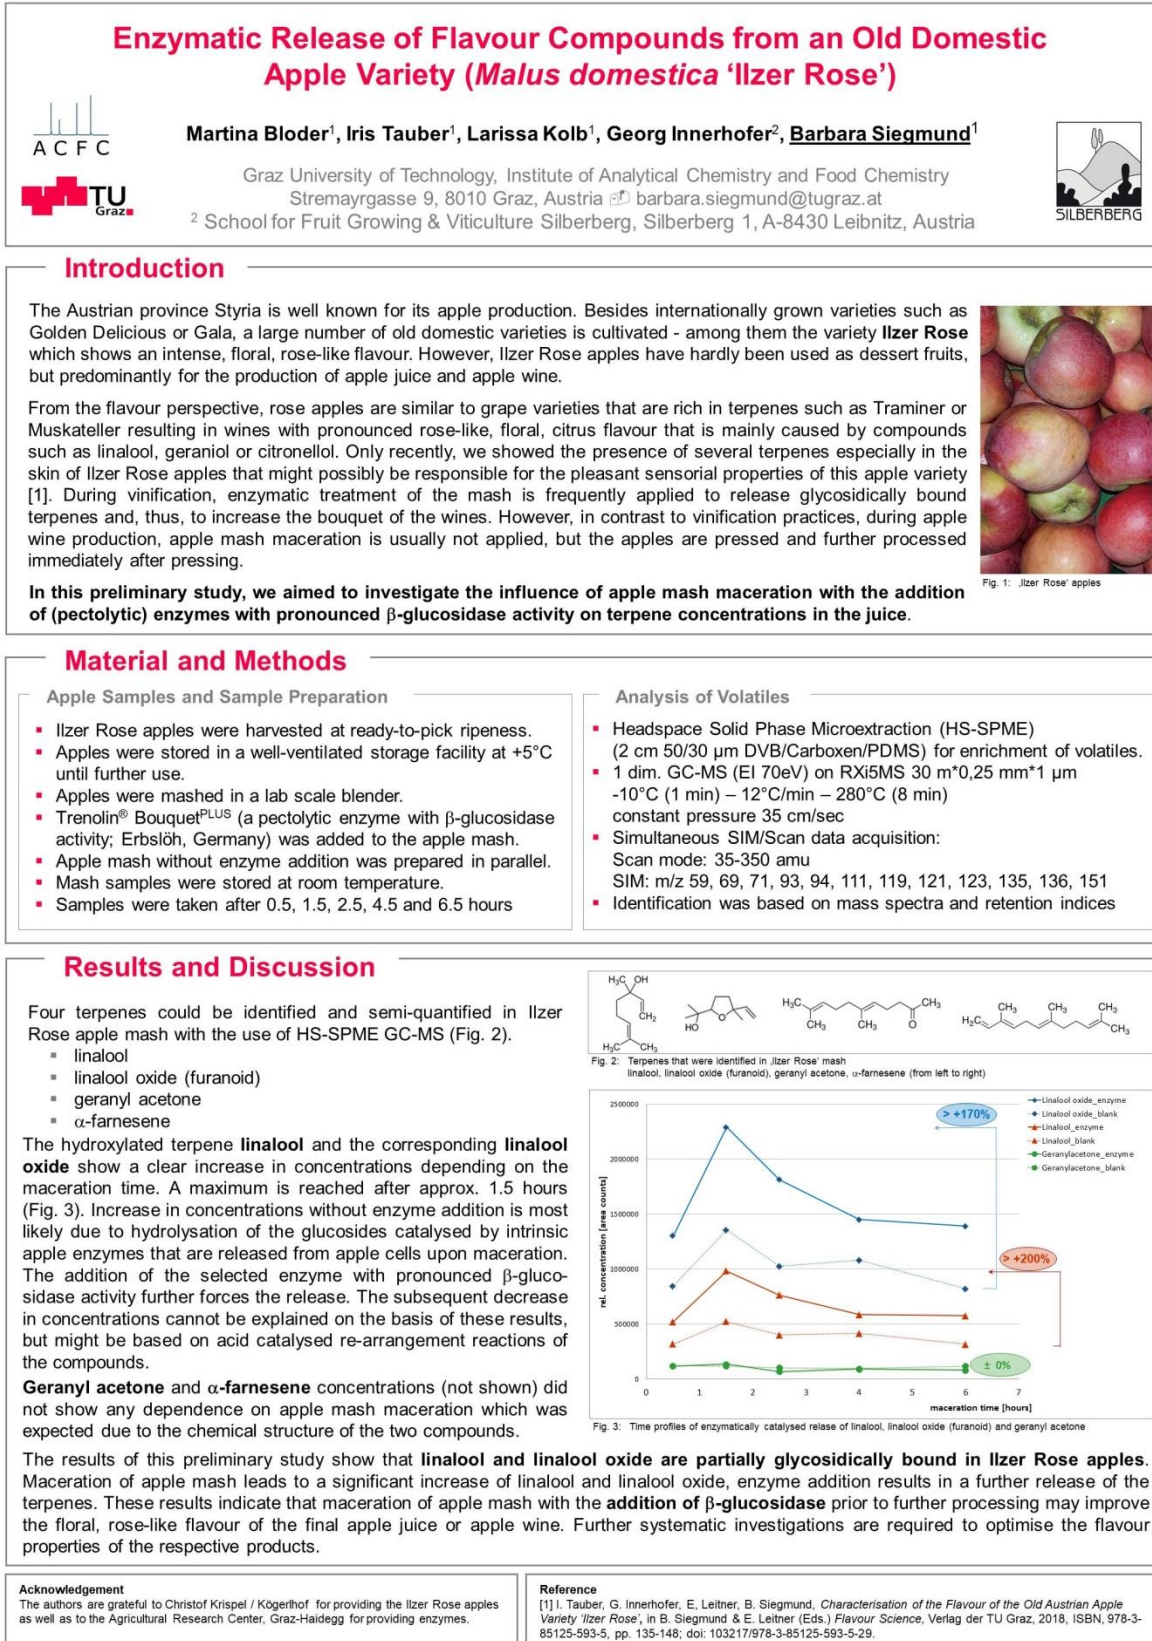 Enzymatic Release of Flavour Compounds from an Old Domestic
Apple Variety (Malus domestica ‘Ilzer Rose’)
A C F C
TU
Graz
Martina Bloder¹, Iris Tauber¹, Larissa Kolb¹, Georg Innerhofer², Barbara Siegmund¹
Graz University of Technology, Institute of Analytical Chemistry and Food Chemistry
Stremayrgasse 9, 8010 Graz, Austria barbara.siegmund@tugraz.at
² School for Fruit Growing & Viticulture Silberberg, Silberberg 1, A-8430 Leibnitz, Austria
SILBERBERG
Introduction
The Austrian province Styria is well known for its apple production. Besides internationally grown varieties such as
Golden Delicious or Gala, a large number of old domestic varieties is cultivated - among them the variety Ilzer Rose
which shows an intense, floral, rose-like flavour. However, Ilzer Rose apples have hardly been used as dessert fruits,
but predominantly for the production of apple juice and apple wine.
From the flavour perspective, rose apples are similar to grape varieties that are rich in terpenes such as Traminer or
Muskateller resulting in wines with pronounced rose-like, floral, citrus flavour that is mainly caused by compounds
such as linalool, geraniol or citronellol. Only recently, we showed the presence of several terpenes especially in the
skin of Ilzer Rose apples that might possibly be responsible for the pleasant sensorial properties of this apple variety
[1]. During vinification, enzymatic treatment of the mash is frequently applied to release glycosidically bound
terpenes and, thus, to increase the bouquet of the wines. However, in contrast to vinification practices, during apple
wine production, apple mash maceration is usually not applied, but the apples are pressed and further processed
immediately after pressing.
In this preliminary study, we aimed to investigate the influence of apple mash maceration with the addition
of (pectolytic) enzymes with pronounced β-glucosidase activity on terpene concentrations in the juice.
Fig. 1: ‚Ilzer Rose‘ apples
Material and Methods
Apple Samples and Sample Preparation
▪ Ilzer Rose apples were harvested at ready-to-pick ripeness.
▪ Apples were stored in a well-ventilated storage facility at +5°C
until further use.
▪ Apples were mashed in a lab scale blender.
▪ Trenolin® Bouquet^PLUS (a pectolytic enzyme with β-glucosidase
activity; Erbslöh, Germany) was added to the apple mash.
▪ Apple mash without enzyme addition was prepared in parallel.
▪ Mash samples were stored at room temperature.
▪ Samples were taken after 0.5, 1.5, 2.5, 4.5 and 6.5 hours
Analysis of Volatiles
▪ Headspace Solid Phase Microextraction (HS-SPME)
(2 cm 50/30 µm DVB/Carboxen/PDMS) for enrichment of volatiles.
▪ 1 dim. GC-MS (EI 70eV) on RXi5MS 30 m*0,25 mm*1 µm
-10°C (1 min) – 12°C/min – 280°C (8 min)
constant pressure 35 cm/sec
▪ Simultaneous SIM/Scan data acquisition:
Scan mode: 35-350 amu
SIM: m/z 59, 69, 71, 93, 94, 111, 119, 121, 123, 135, 136, 151
▪ Identification was based on mass spectra and retention indices
Results and Discussion
Four terpenes could be identified and semi-quantified in Ilzer
Rose apple mash with the use of HS-SPME GC-MS (Fig. 2).
▪ linalool
▪ linalool oxide (furanoid)
▪ geranyl acetone
▪ α-farnesene
The hydroxylated terpene linalool and the corresponding linalool
oxide show a clear increase in concentrations depending on the
maceration time. A maximum is reached after approx. 1.5 hours
(Fig. 3). Increase in concentrations without enzyme addition is most
likely due to hydrolysation of the glucosides catalysed by intrinsic
apple enzymes that are released from apple cells upon maceration.
The addition of the selected enzyme with pronounced β-gluco-
sidase activity further forces the release. The subsequent decrease
in concentrations cannot be explained on the basis of these results,
but might be based on acid catalysed re-arrangement reactions of
the compounds.
Geranyl acetone and α-farnesene concentrations (not shown) did
not show any dependence on apple mash maceration which was
expected due to the chemical structure of the two compounds.
H₃C OH
CH₂
H₃C CH₃
HO O
H₃C CH₃
CH₃ CH₃ O
CH₃ CH₃ CH₃
H₂C CH₃
Fig. 2: Terpenes that were identified in ‚Ilzer Rose‘ mash
linalool, linalool oxide (furanoid), geranyl acetone, α-farnesene (from left to right)
rel. concentration [area counts]
2500000
2000000
1500000
1000000
500000
0
0 1 2 3 4 5 6 7
maceration time [hours]
> +170%
> +200%
± 0%
Linalool oxide_enzyme
Linalool oxide_blank
Linalool_enzyme
Linalool_blank
Geranylacetone_enzyme
Geranylacetone_blank
Fig. 3: Time profiles of enzymatically catalysed relase of linalool, linalool oxide (furanoid) and geranyl acetone
The results of this preliminary study show that linalool and linalool oxide are partially glycosidically bound in Ilzer Rose apples.
Maceration of apple mash leads to a significant increase of linalool and linalool oxide, enzyme addition results in a further release of the
terpenes. These results indicate that maceration of apple mash with the addition of β-glucosidase prior to further processing may improve
the floral, rose-like flavour of the final apple juice or apple wine. Further systematic investigations are required to optimise the flavour
properties of the respective products.
Acknowledgement
The authors are grateful to Christof Krispel / Kögerlhof for providing the Ilzer Rose apples
as well as to the Agricultural Research Center, Graz-Haidegg for providing enzymes.
Reference
[1] I. Tauber, G. Innerhofer, E, Leitner, B. Siegmund, Characterisation of the Flavour of the Old Austrian Apple
Variety ‘Ilzer Rose’, in B. Siegmund & E. Leitner (Eds.) Flavour Science, Verlag der TU Graz, 2018, ISBN, 978-3-
85125-593-5, pp. 135-148; doi: 103217/978-3-85125-593-5-29.